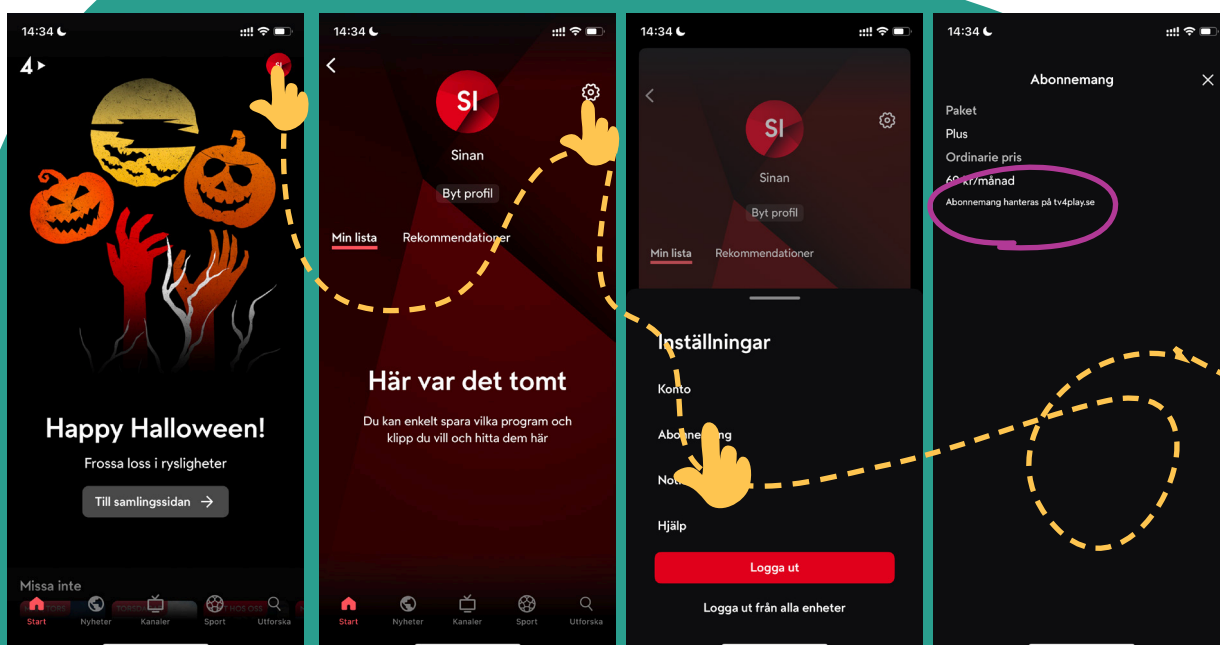 14:34
4
SI
Happy Halloween!
Frossa loss i rysligheter
Till samlingssidan →
Missa inte
Start
Nyheter
Kanaler
Sport
Utforska
14:34
SI
Sinan
Byt profil
Min lista
Rekommendationer
Här var det tomt
Du kan enkelt spara vilka program och
klipp du vill och hitta dem här
Start
Nyheter
Kanaler
Sport
Utforska
14:34
SI
Sinan
Byt profil
Min lista
Rekommendationer
Inställningar
Konto
Hjälp
Logga ut
Logga ut från alla enheter
14:34
Abonnemang
Paket
Plus
Ordinarie pris
69 kr/månad
Abonnemang hanteras på tv4play.se